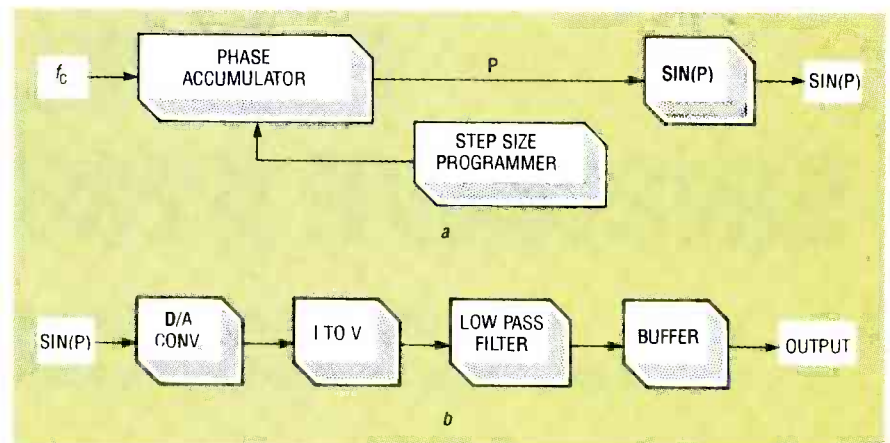 PHASE
ACCUMULATOR
fC
P
SIN(P)
SIN(P)
STEP SIZE
PROGRAMMER
a
SIN(P)
D/A
CONV.
I TO V
LOW PASS
FILTER
BUFFER
OUTPUT
b